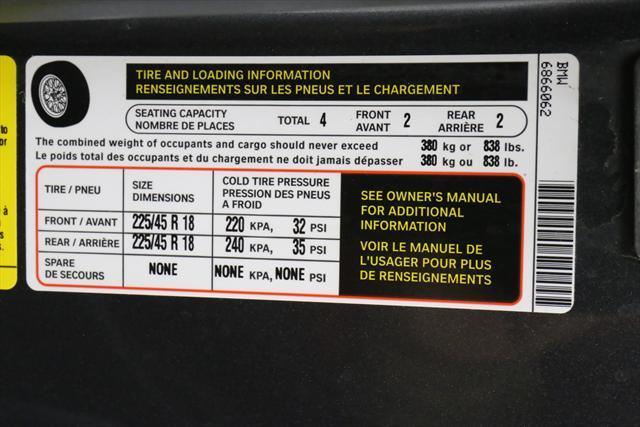 TIRE AND LOADING INFORMATION
RENSEIGNEMENTS SUR LES PNEUS ET LE CHARGEMENT
SEATING CAPACITY
NOMBRE DE PLACES
TOTAL 4
FRONT
AVANT 2
REAR
ARRIÈRE 2
The combined weight of occupants and cargo should never exceed 380 kg or 838 lbs.
Le poids total des occupants et du chargement ne doit jamais dépasser 380 kg ou 838 lb.
TIRE / PNEU
SIZE
DIMENSIONS
COLD TIRE PRESSURE
PRESSION DES PNEUS
A FROID
FRONT / AVANT 225/45 R 18 220 KPA, 32 PSI
REAR / ARRIÈRE 225/45 R 18 240 KPA, 35 PSI
SPARE
DE SECOURS
NONE NONE KPA, NONE PSI
SEE OWNER'S MANUAL
FOR ADDITIONAL
INFORMATION
VOIR LE MANUEL DE
L'USAGER POUR PLUS
DE RENSEIGNEMENTS
BMW
6866062
to
or
à